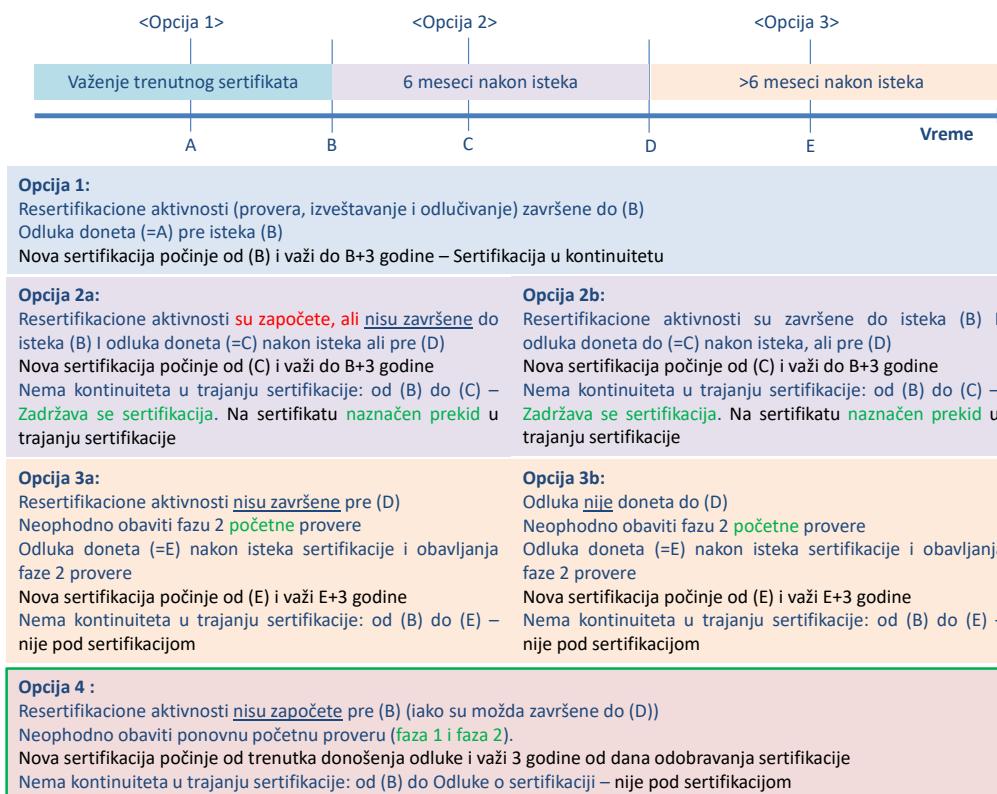 <Opcija 1>
<Opcija 2>
<Opcija 3>
Važenje trenutnog sertifikata
6 meseci nakon isteka
>6 meseci nakon isteka
A
B
C
D
E
Vreme
Opcija 1:
Resertifikacione aktivnosti (provera, izveštavanje i odlučivanje) završene do (B)
Odluka doneta (=A) pre isteka (B)
Nova sertifikacija počinje od (B) i važi do B+3 godine – Sertifikacija u kontinuitetu
Opcija 2a:
Resertifikacione aktivnosti su započete, ali nisu završene do
isteka (B) I odluka doneta (=C) nakon isteka ali pre (D)
Nova sertifikacija počinje od (C) i važi do B+3 godine
Nema kontinuiteta u trajanju sertifikacije: od (B) do (C) –
Zadržava se sertifikacija. Na sertifikatu naznačen prekid u
trajanju sertifikacije
Opcija 2b:
Resertifikacione aktivnosti su završene do isteka (B) I
odluka doneta do (=C) nakon isteka, ali pre (D)
Nova sertifikacija počinje od (C) i važi do B+3 godine
Nema kontinuiteta u trajanju sertifikacije: od (B) do (C) –
Zadržava se sertifikacija. Na sertifikatu naznačen prekid u
trajanju sertifikacije
Opcija 3a:
Resertifikacione aktivnosti nisu završene pre (D)
Neophodno obaviti fazu 2 početne provere
Odluka doneta (=E) nakon isteka sertifikacije i obavljanja
faze 2 provere
Nova sertifikacija počinje od (E) i važi E+3 godine
Nema kontinuiteta u trajanju sertifikacije: od (B) do (E) –
nije pod sertifikacijom
Opcija 3b:
Odluka nije doneta do (D)
Neophodno obaviti fazu 2 početne provere
Odluka doneta (=E) nakon isteka sertifikacije i obavljanja
faze 2 provere
Nova sertifikacija počinje od (E) i važi E+3 godine
Nema kontinuiteta u trajanju sertifikacije: od (B) do (E) –
nije pod sertifikacijom
Opcija 4 :
Resertifikacione aktivnosti nisu započete pre (B) (iako su možda završene do (D))
Neophodno obaviti ponovnu početnu proveru (faza 1 i faza 2).
Nova sertifikacija počinje od trenutka donošenja odluke i važi 3 godine od dana odobravanja sertifikacije
Nema kontinuiteta u trajanju sertifikacije: od (B) do Odluke o sertifikaciji – nije pod sertifikacijom